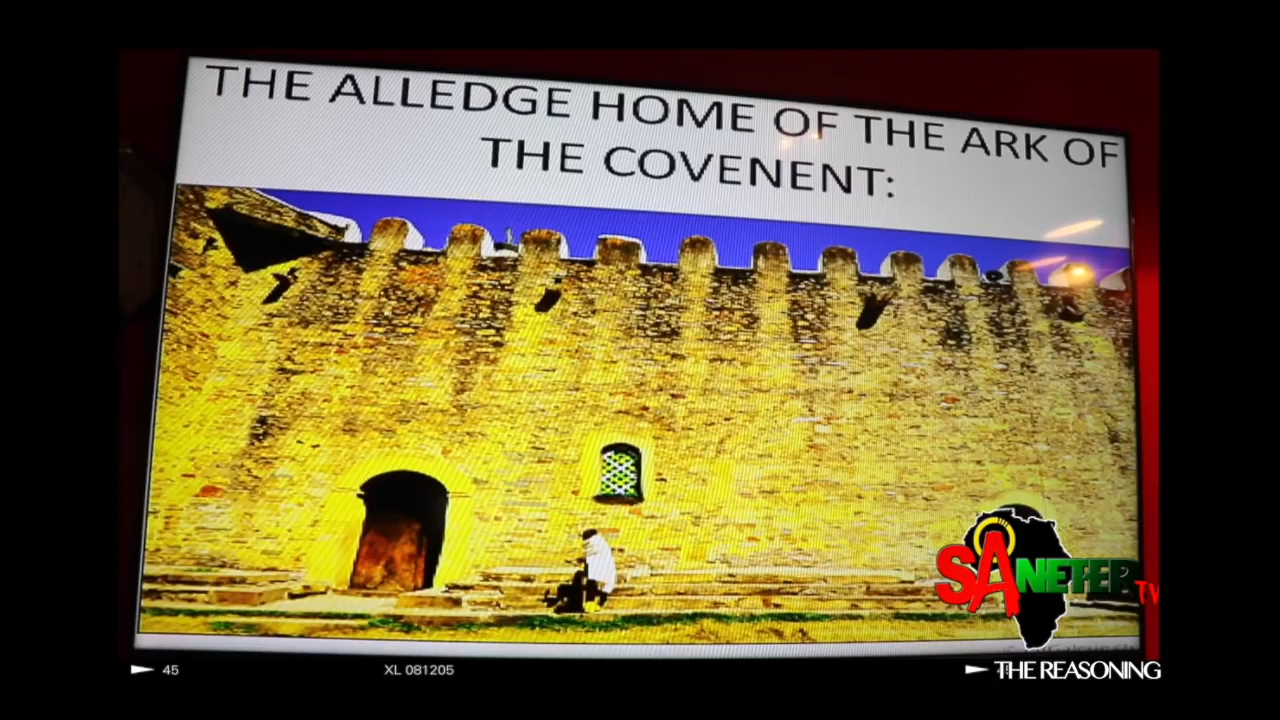 THE ALLEDGE HOME OF THE ARK OF
THE COVENENT:
SANETER TV
45
XL 081205
THE REASONING